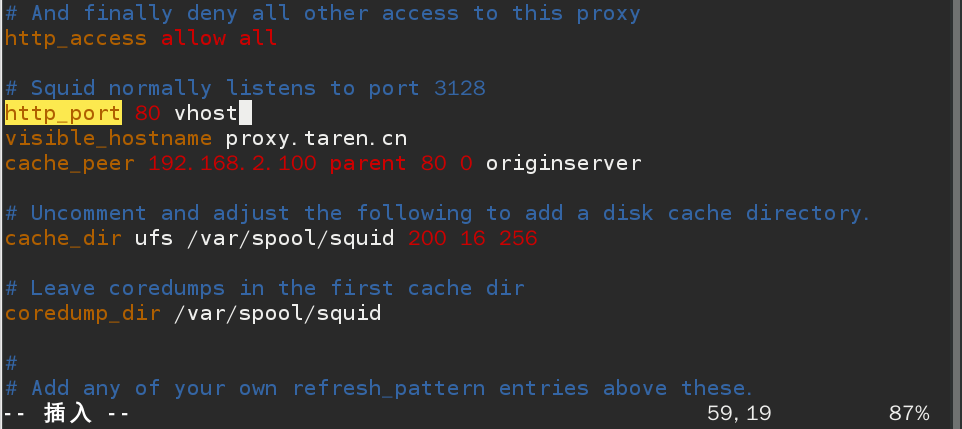 # And finally deny all other access to this proxy
http_access allow all
# Squid normally listens to port 3128
http_port 80 vhost
visible_hostname proxy.taren.cn
cache_peer 192.168.2.100 parent 80 0 originserver
# Uncomment and adjust the following to add a disk cache directory.
cache_dir ufs /var/spool/squid 200 16 256
# Leave coredumps in the first cache dir
coredump_dir /var/spool/squid
#
# Add any of your own refresh_pattern entries above these.
-- 插入 -- 59,19 87%